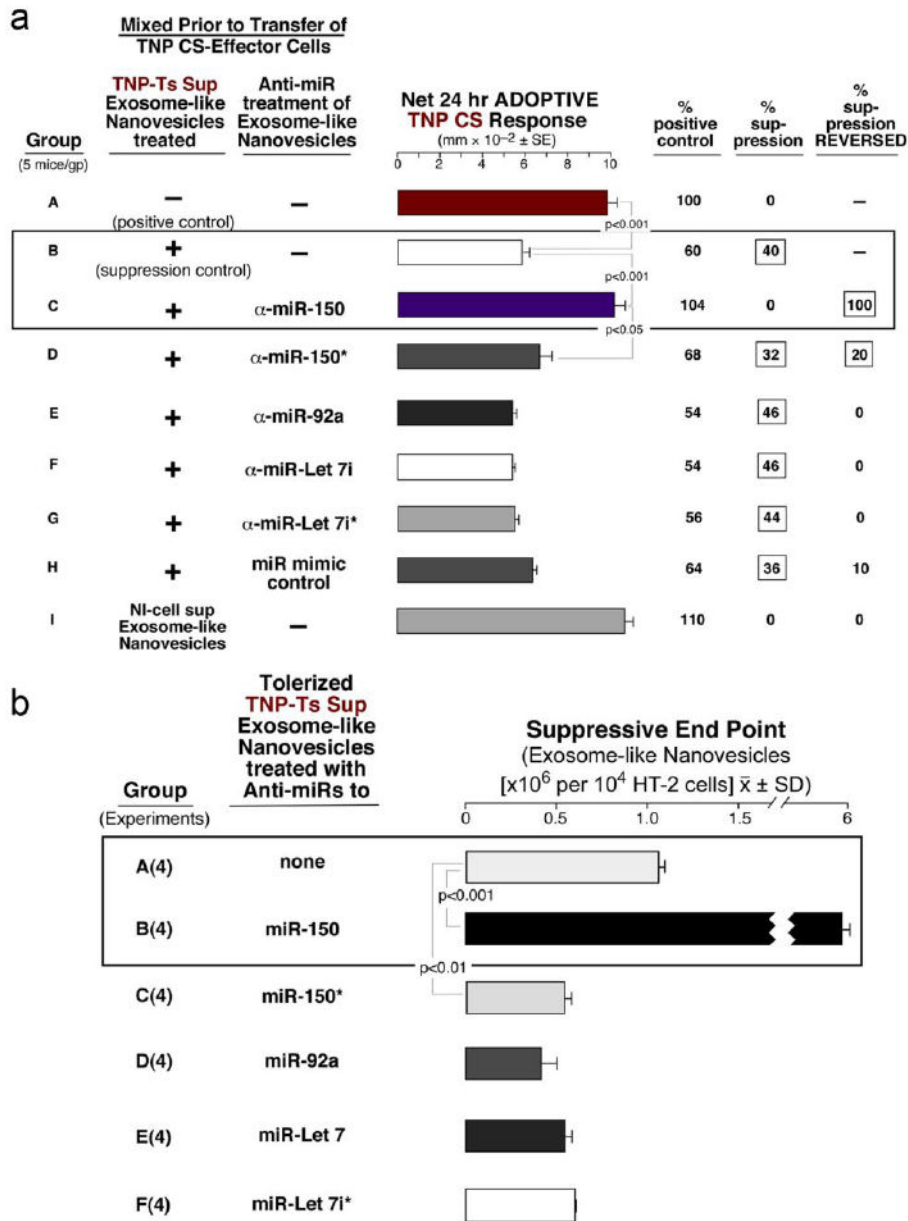 a
Mixed Prior to Transfer of
TNP CS-Effector Cells
TNP-Ts Sup
Exosome-like
Nanovesicles
treated
Anti-miR
treatment of
Exosome-like
Nanovesicles
Group
(5 mice/gp)
Net 24 hr ADOPTIVE
TNP CS Response
(mm × 10⁻² ± SE)
0 2 4 6 8 10
%
positive
control
%
sup-
pression
%
sup-
pression
REVERSED
A − − 100 0 −
(positive control)
p<0.001
B + − 60 40 −
(suppression control)
p<0.001
C + α-miR-150 104 0 100
p<0.05
D + α-miR-150* 68 32 20
E + α-miR-92a 54 46 0
F + α-miR-Let 7i 54 46 0
G + α-miR-Let 7i* 56 44 0
H + miR mimic
control 64 36 10
I NI-cell sup
Exosome-like
Nanovesicles − 110 0 0
b
Tolerized
TNP-Ts Sup
Exosome-like
Nanovesicles
treated with
Anti-miRs to
Group
(Experiments)
Suppressive End Point
(Exosome-like Nanovesicles
[x10⁶ per 10⁴ HT-2 cells] x̄ ± SD)
0 0.5 1.0 1.5 6
A(4) none
p<0.001
B(4) miR-150
p<0.01
C(4) miR-150*
D(4) miR-92a
E(4) miR-Let 7
F(4) miR-Let 7i*